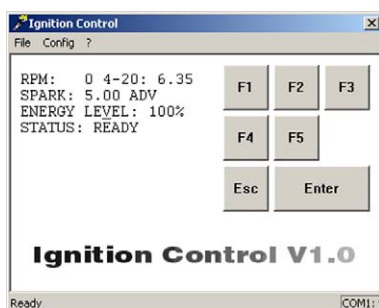 Ignition Control
File Config ?
RPM: 0 4-20: 6.35
SPARK: 5.00 ADV
ENERGY LEVEL: 100%
STATUS: READY
F1 F2 F3
F4 F5
Esc Enter
Ignition Control V1.0
Ready COM1: